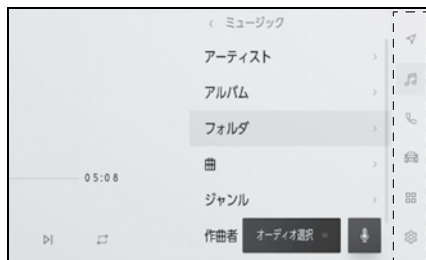 ミュージック
アーティスト
アルバム
フォルダ
曲
05:08
ジャンル
作曲者
オーディオ選択